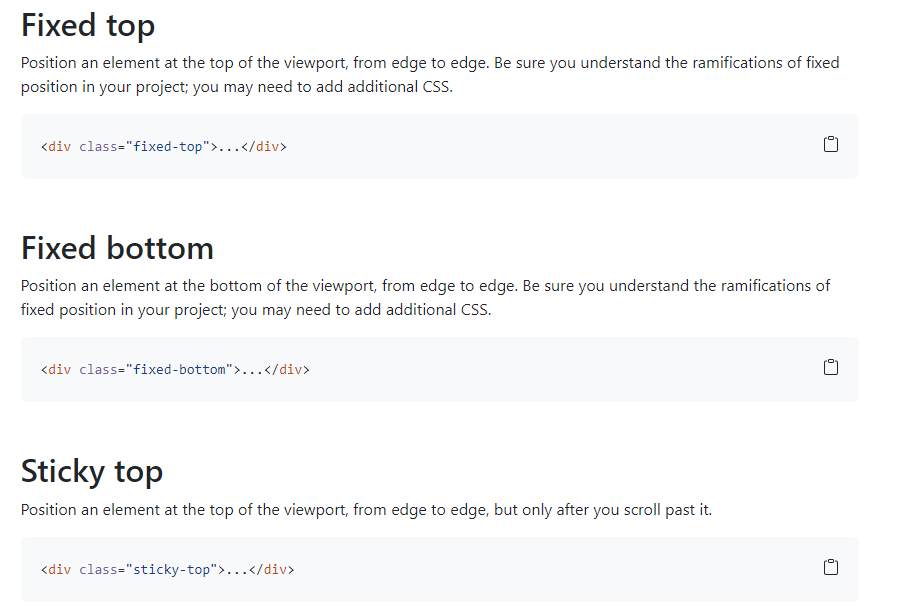 Fixed top
Position an element at the top of the viewport, from edge to edge. Be sure you understand the ramifications of fixed
position in your project; you may need to add additional CSS.
<div class="fixed-top">...</div>
Fixed bottom
Position an element at the bottom of the viewport, from edge to edge. Be sure you understand the ramifications of
fixed position in your project; you may need to add additional CSS.
<div class="fixed-bottom">...</div>
Sticky top
Position an element at the top of the viewport, from edge to edge, but only after you scroll past it.
<div class="sticky-top">...</div>